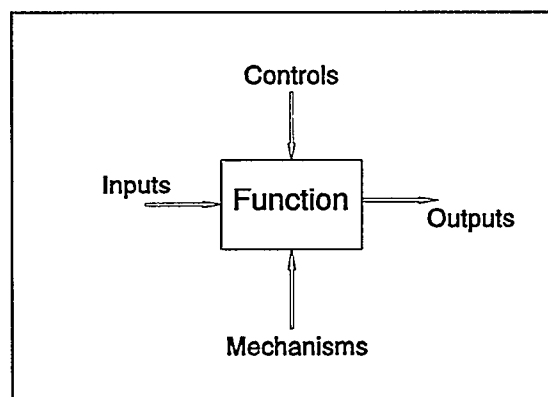 Controls
Inputs
Function
Outputs
Mechanisms